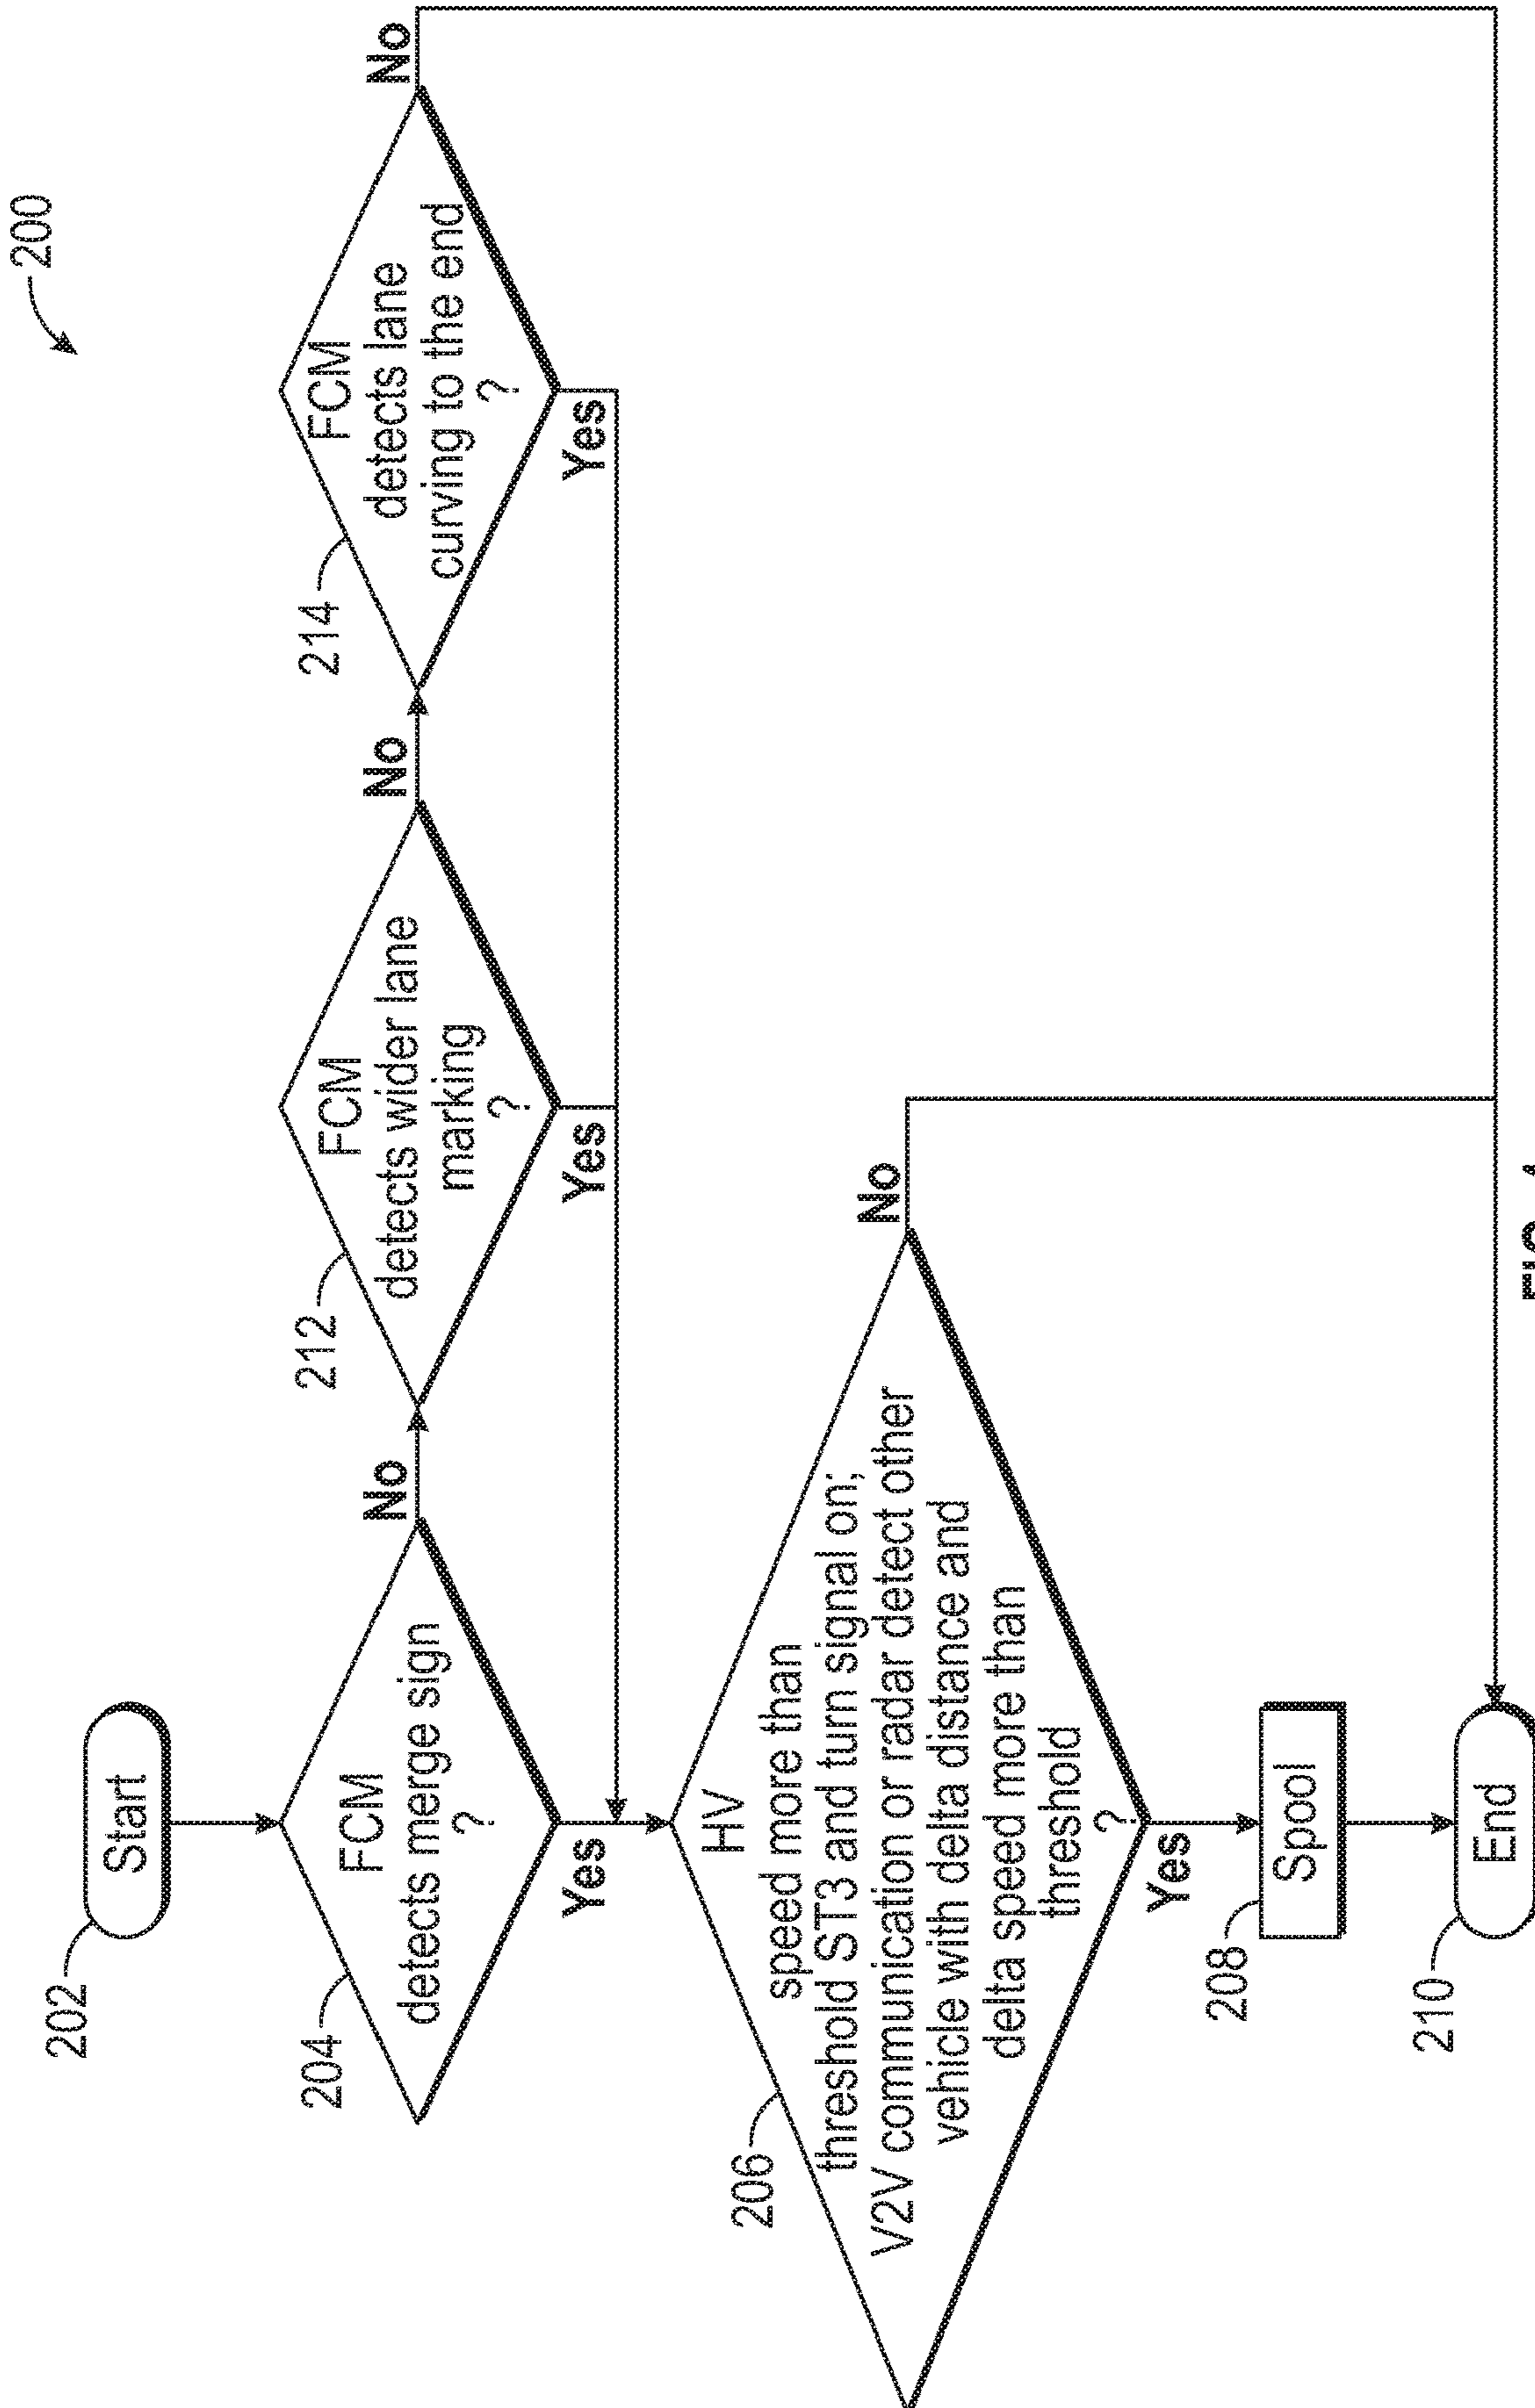 200
202
Start
204
FCM
detects merge sign
?
No
Yes
212
FCM
detects wider lane
marking
?
No
Yes
214
FCM
detects lane
curving to the end
?
No
Yes
206
HV
speed more than
threshold ST3 and turn signal on;
V2V communication or radar detect other
vehicle with delta distance and
delta speed more than
threshold
?
No
Yes
208
Spool
210
End